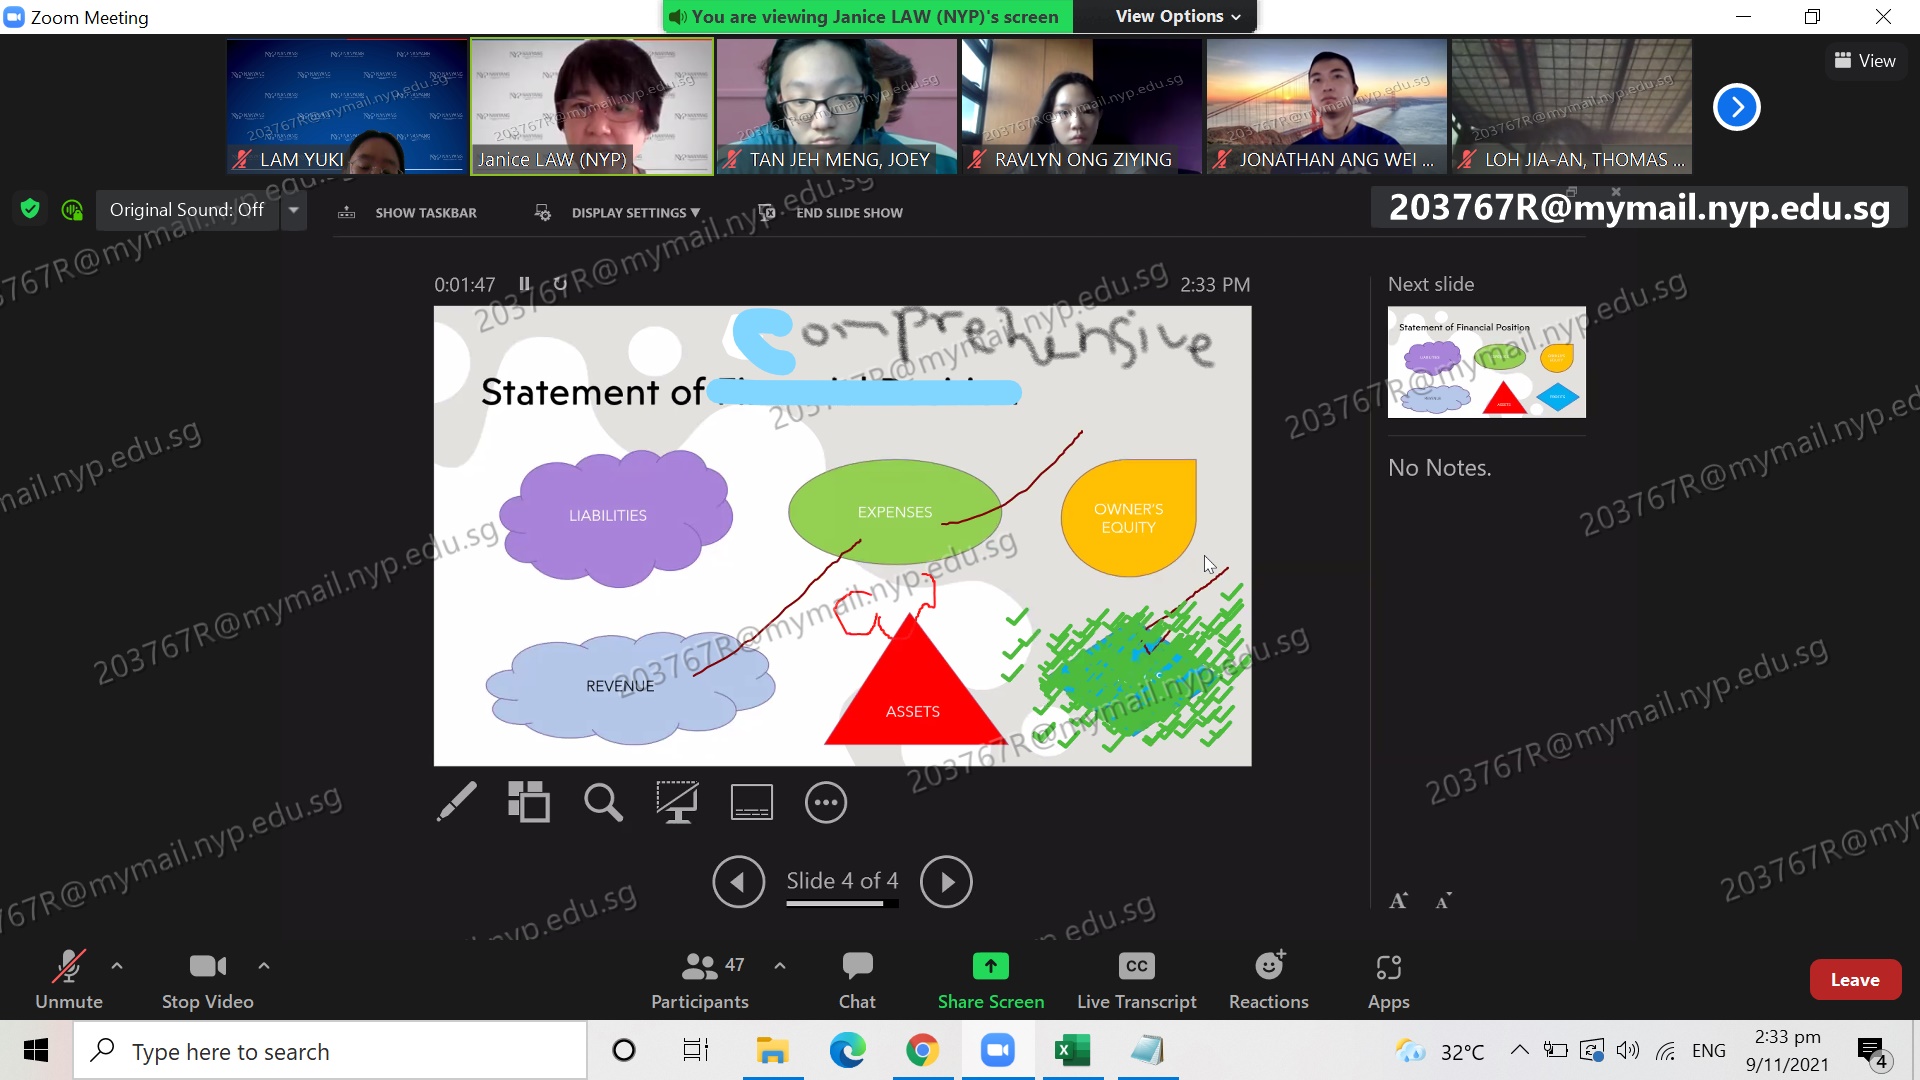 Zoom Meeting
You are viewing Janice LAW (NYP)'s screen
View Options
View
LAM YUKI
Janice LAW (NYP)
TAN JEH MENG, JOEY
RAVLYN ONG ZIYING
JONATHAN ANG WEI ...
LOH JIA-AN, THOMAS ...
Original Sound: Off
SHOW TASKBAR
DISPLAY SETTINGS
END SLIDE SHOW
203767R@mymail.nyp.edu.sg
0:01:47
2:33 PM
Next slide
Comprehensive
Statement of
Statement of Financial Position
LIABILITIES
EXPENSES
OWNER'S
EQUITY
REVENUE
ASSETS
No Notes.
Slide 4 of 4
A
A
Unmute
Stop Video
47
Participants
Chat
Share Screen
CC
Live Transcript
Reactions
Apps
Leave
Type here to search
32°C
ENG
2:33 pm
9/11/2021
4